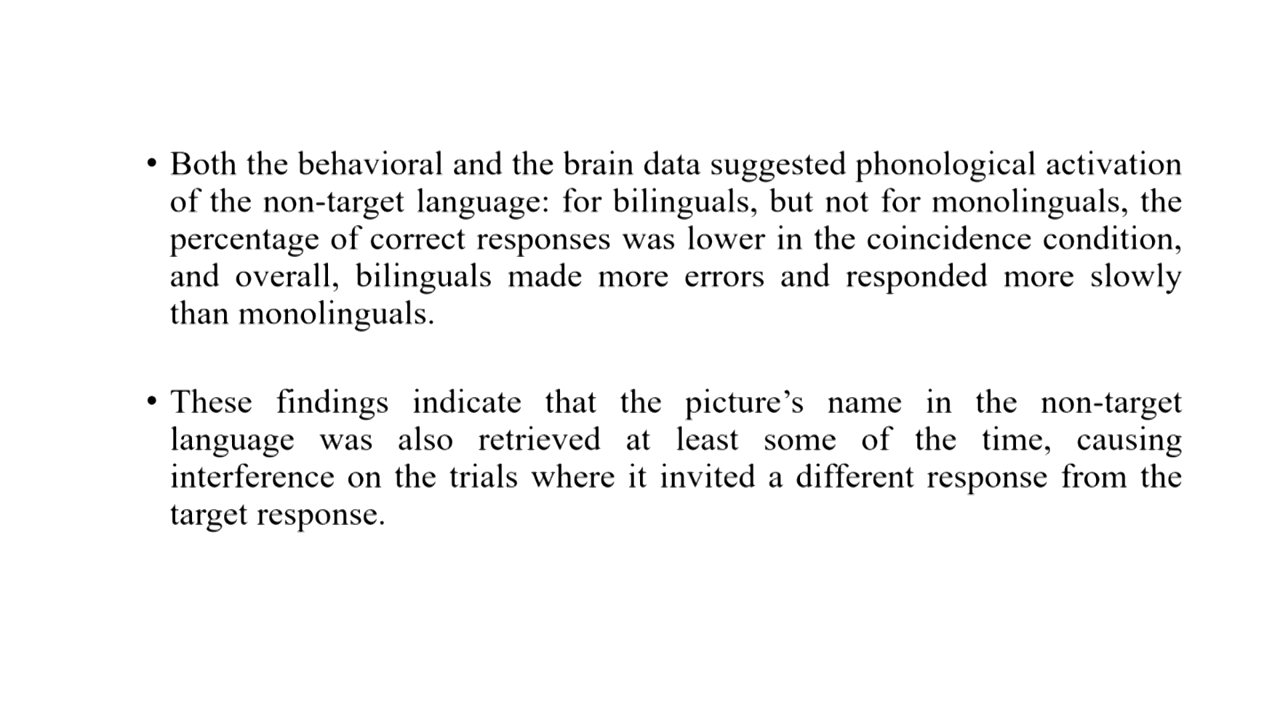 • Both the behavioral and the brain data suggested phonological activation
of the non-target language: for bilinguals, but not for monolinguals, the
percentage of correct responses was lower in the coincidence condition,
and overall, bilinguals made more errors and responded more slowly
than monolinguals.
• These findings indicate that the picture’s name in the non-target
language was also retrieved at least some of the time, causing
interference on the trials where it invited a different response from the
target response.